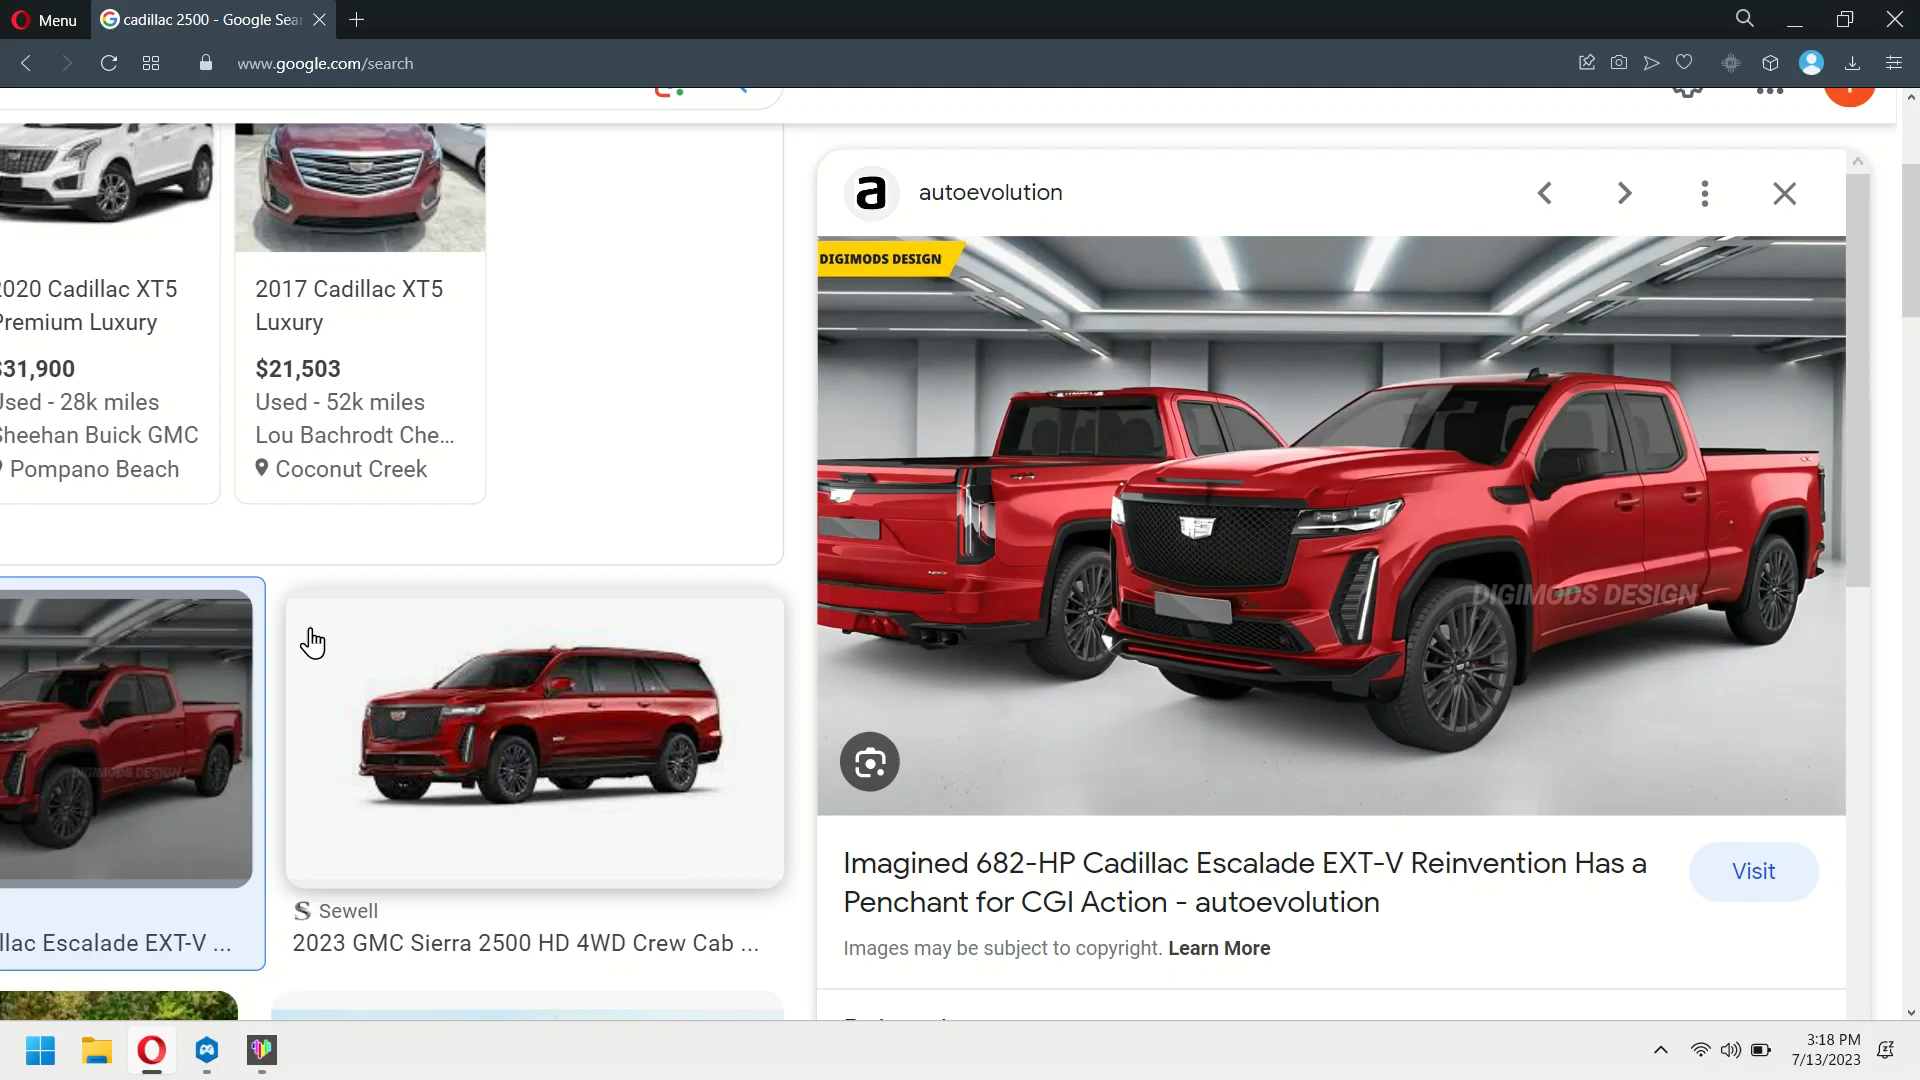 Menu
cadillac 2500 - Google Sear
www.google.com/search
2020 Cadillac XT5
Premium Luxury
$31,900
Used - 28k miles
Sheehan Buick GMC
Pompano Beach
2017 Cadillac XT5
Luxury
$21,503
Used - 52k miles
Lou Bachrodt Che...
Coconut Creek
llac Escalade EXT-V ...
DIGIMODS DESIGN
S Sewell
2023 GMC Sierra 2500 HD 4WD Crew Cab ...
a autoevolution
DIGIMODS DESIGN
DIGIMODS DESIGN
Imagined 682-HP Cadillac Escalade EXT-V Reinvention Has a
Penchant for CGI Action - autoevolution
Visit
Images may be subject to copyright. Learn More
3:18 PM
7/13/2023